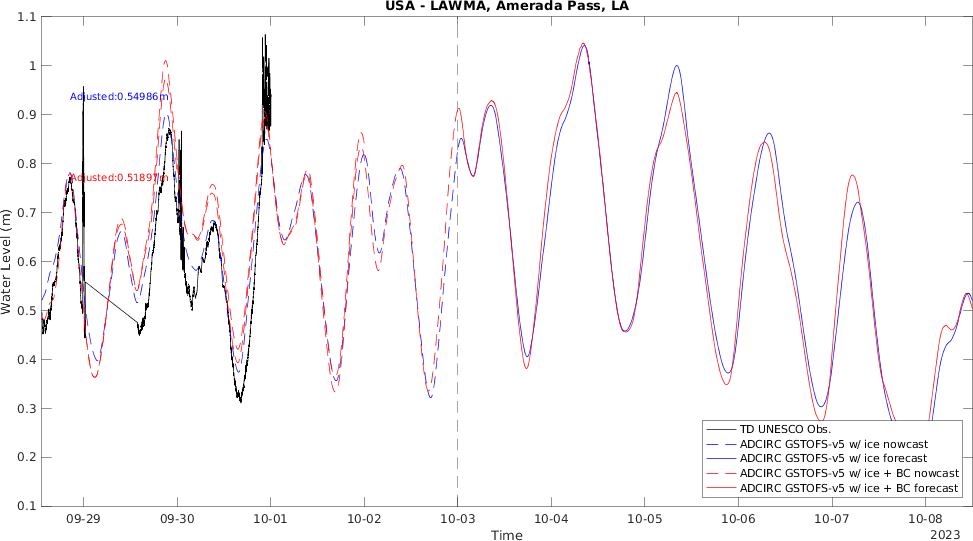 USA - LAWMA, Amerada Pass, LA
1.1
1
0.9
0.8
0.7
0.6
0.5
0.4
0.3
0.2
0.1
Water Level (m)
Adjusted:0.54986m
Adjusted:0.51897m
TD UNESCO Obs.
ADCIRC GSTOFS-v5 w/ ice nowcast
ADCIRC GSTOFS-v5 w/ ice forecast
ADCIRC GSTOFS-v5 w/ ice + BC nowcast
ADCIRC GSTOFS-v5 w/ ice + BC forecast
09-29 09-30 10-01 10-02 10-03 10-04 10-05 10-06 10-07 10-08
Time
2023